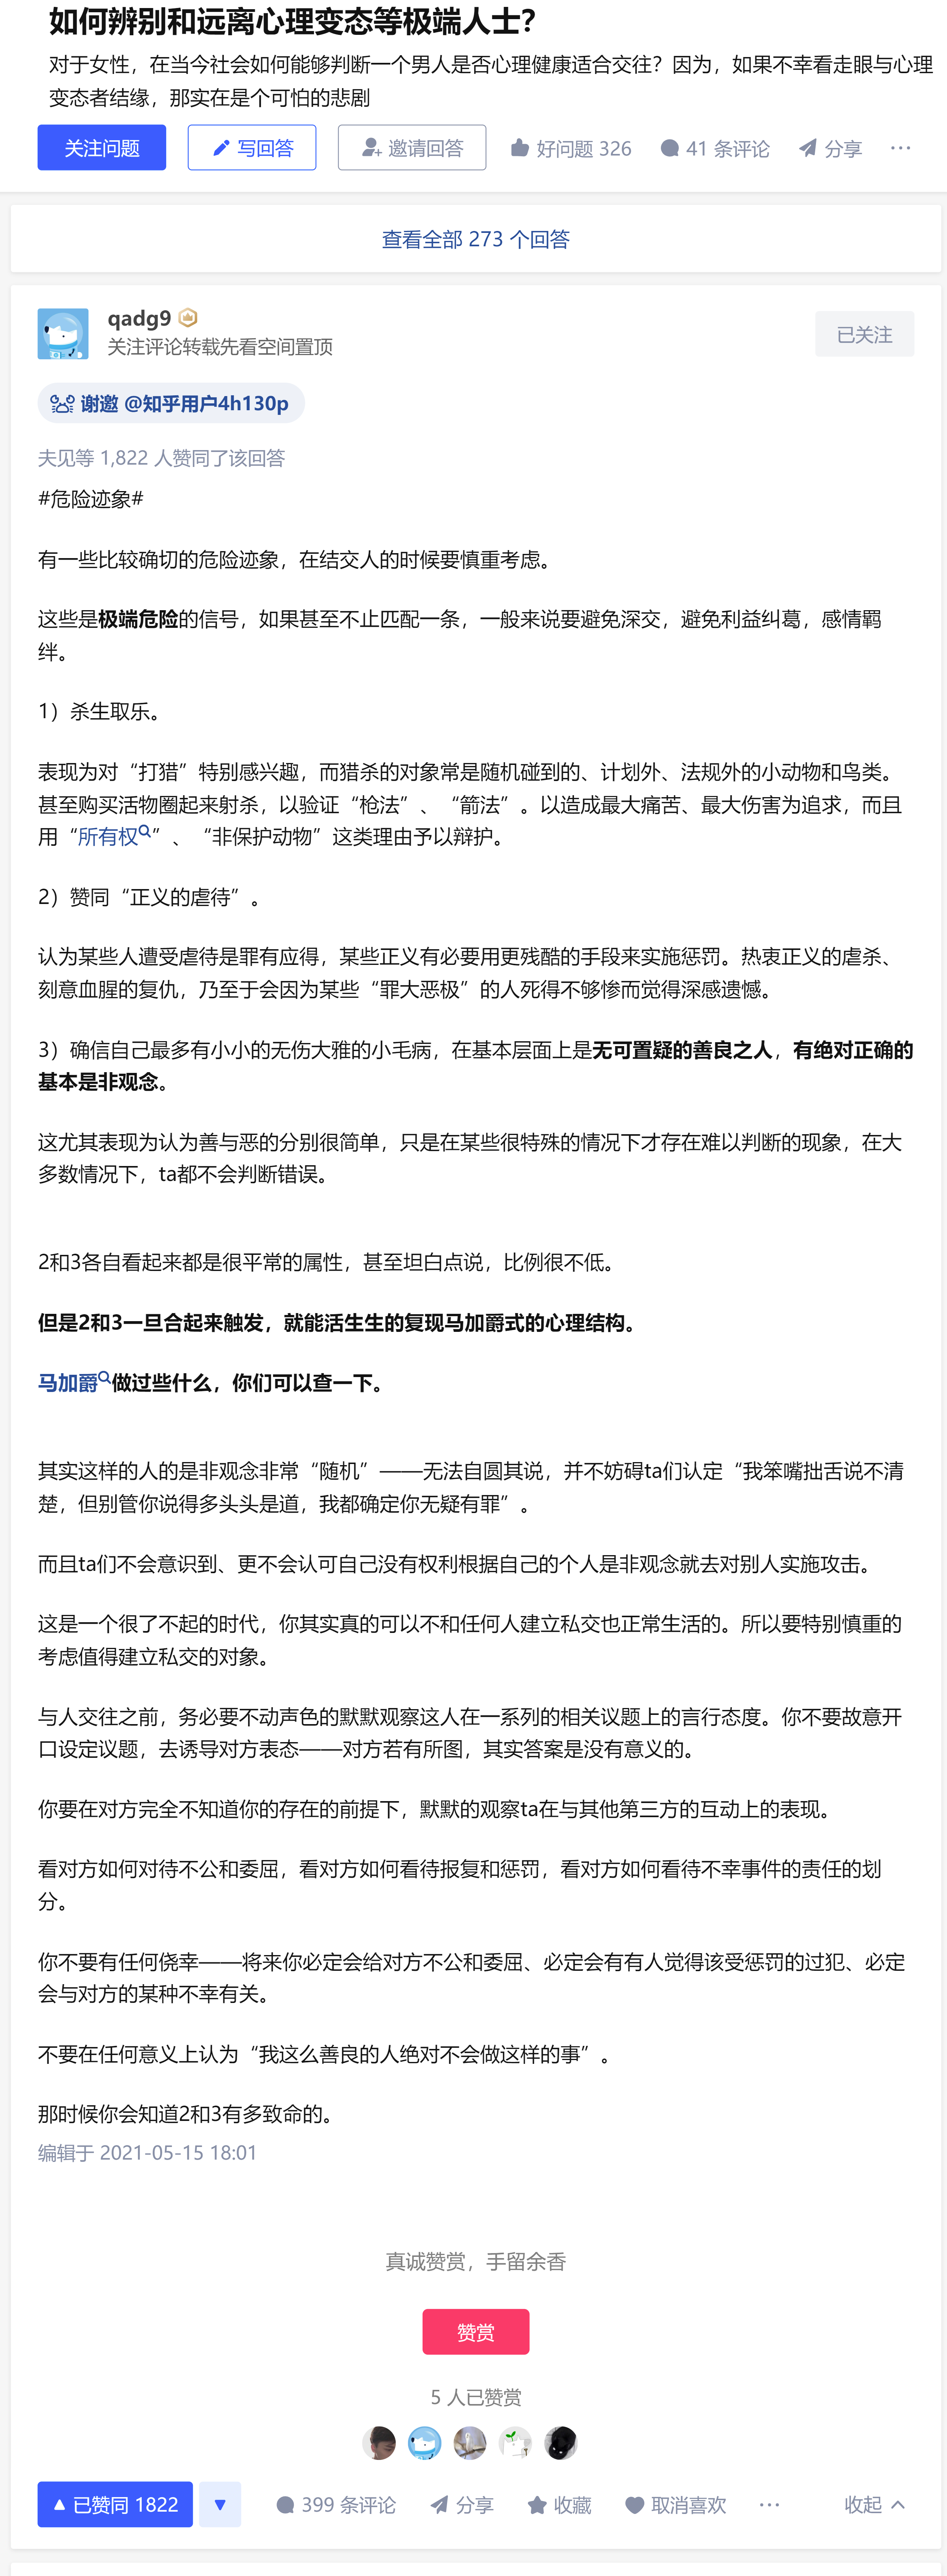 如何辨别和远离心理变态等极端人士？
对于女性，在当今社会如何能够判断一个男人是否心理健康适合交往？因为，如果不幸看走眼与心理
变态者结缘，那实在是个可怕的悲剧
关注问题 写回答 邀请回答 好问题 326 41 条评论 分享 ···
查看全部 273 个回答
qadg9
关注评论转载先看空间置顶
已关注
谢邀 @知乎用户4h130p
夫见等 1,822 人赞同了该回答
#危险迹象#
有一些比较确切的危险迹象，在结交人的时候要慎重考虑。
这些是极端危险的信号，如果甚至不止匹配一条，一般来说要避免深交，避免利益纠葛，感情羁
绊。
1）杀生取乐。
表现为对“打猎”特别感兴趣，而猎杀的对象常是随机碰到的、计划外、法规外的小动物和鸟类。
甚至购买活物圈起来射杀，以验证“枪法”、“箭法”。以造成最大痛苦、最大伤害为追求，而且
用“所有权”、“非保护动物”这类理由予以辩护。
2）赞同“正义的虐待”。
认为某些人遭受虐待是罪有应得，某些正义有必要用更残酷的手段来实施惩罚。热衷正义的虐杀、
刻意血腥的复仇，乃至于会因为某些“罪大恶极”的人死得不够惨而觉得深感遗憾。
3）确信自己最多有小小的无伤大雅的小毛病，在基本层面上是无可置疑的善良之人，有绝对正确的
基本是非观念。
这尤其表现为认为善与恶的分别很简单，只是在某些很特殊的情况下才存在难以判断的现象，在大
多数情况下，ta都不会判断错误。
2和3各自看起来都是很平常的属性，甚至坦白点说，比例很不低。
但是2和3一旦合起来触发，就能活生生的复现马加爵式的心理结构。
马加爵做过些什么，你们可以查一下。
其实这样的人的是非观念非常“随机”——无法自圆其说，并不妨碍ta们认定“我笨嘴拙舌说不清
楚，但别管你说得多头头是道，我都确定你无疑有罪”。
而且ta们不会意识到、更不会认可自己没有权利根据自己的个人是非观念就去对别人实施攻击。
这是一个很了不起的时代，你其实真的可以不和任何人建立私交也正常生活的。所以要特别慎重的
考虑值得建立私交的对象。
与人交往之前，务必要不动声色的默默观察这人在一系列的相关议题上的言行态度。你不要故意开
口设定议题，去诱导对方表态——对方若有所图，其实答案是没有意义的。
你要在对方完全不知道你的存在的前提下，默默的观察ta在与其他第三方的互动上的表现。
看对方如何对待不公和委屈，看对方如何看待报复和惩罚，看对方如何看待不幸事件的责任的划
分。
你不要有任何侥幸——将来你必定会给对方不公和委屈、必定会有有人觉得该受惩罚的过犯、必定
会与对方的某种不幸有关。
不要在任何意义上认为“我这么善良的人绝对不会做这样的事”。
那时候你会知道2和3有多致命的。
编辑于 2021-05-15 18:01
真诚赞赏，手留余香
赞赏
5 人已赞赏
已赞同 1822 399 条评论 分享 收藏 取消喜欢 ··· 收起